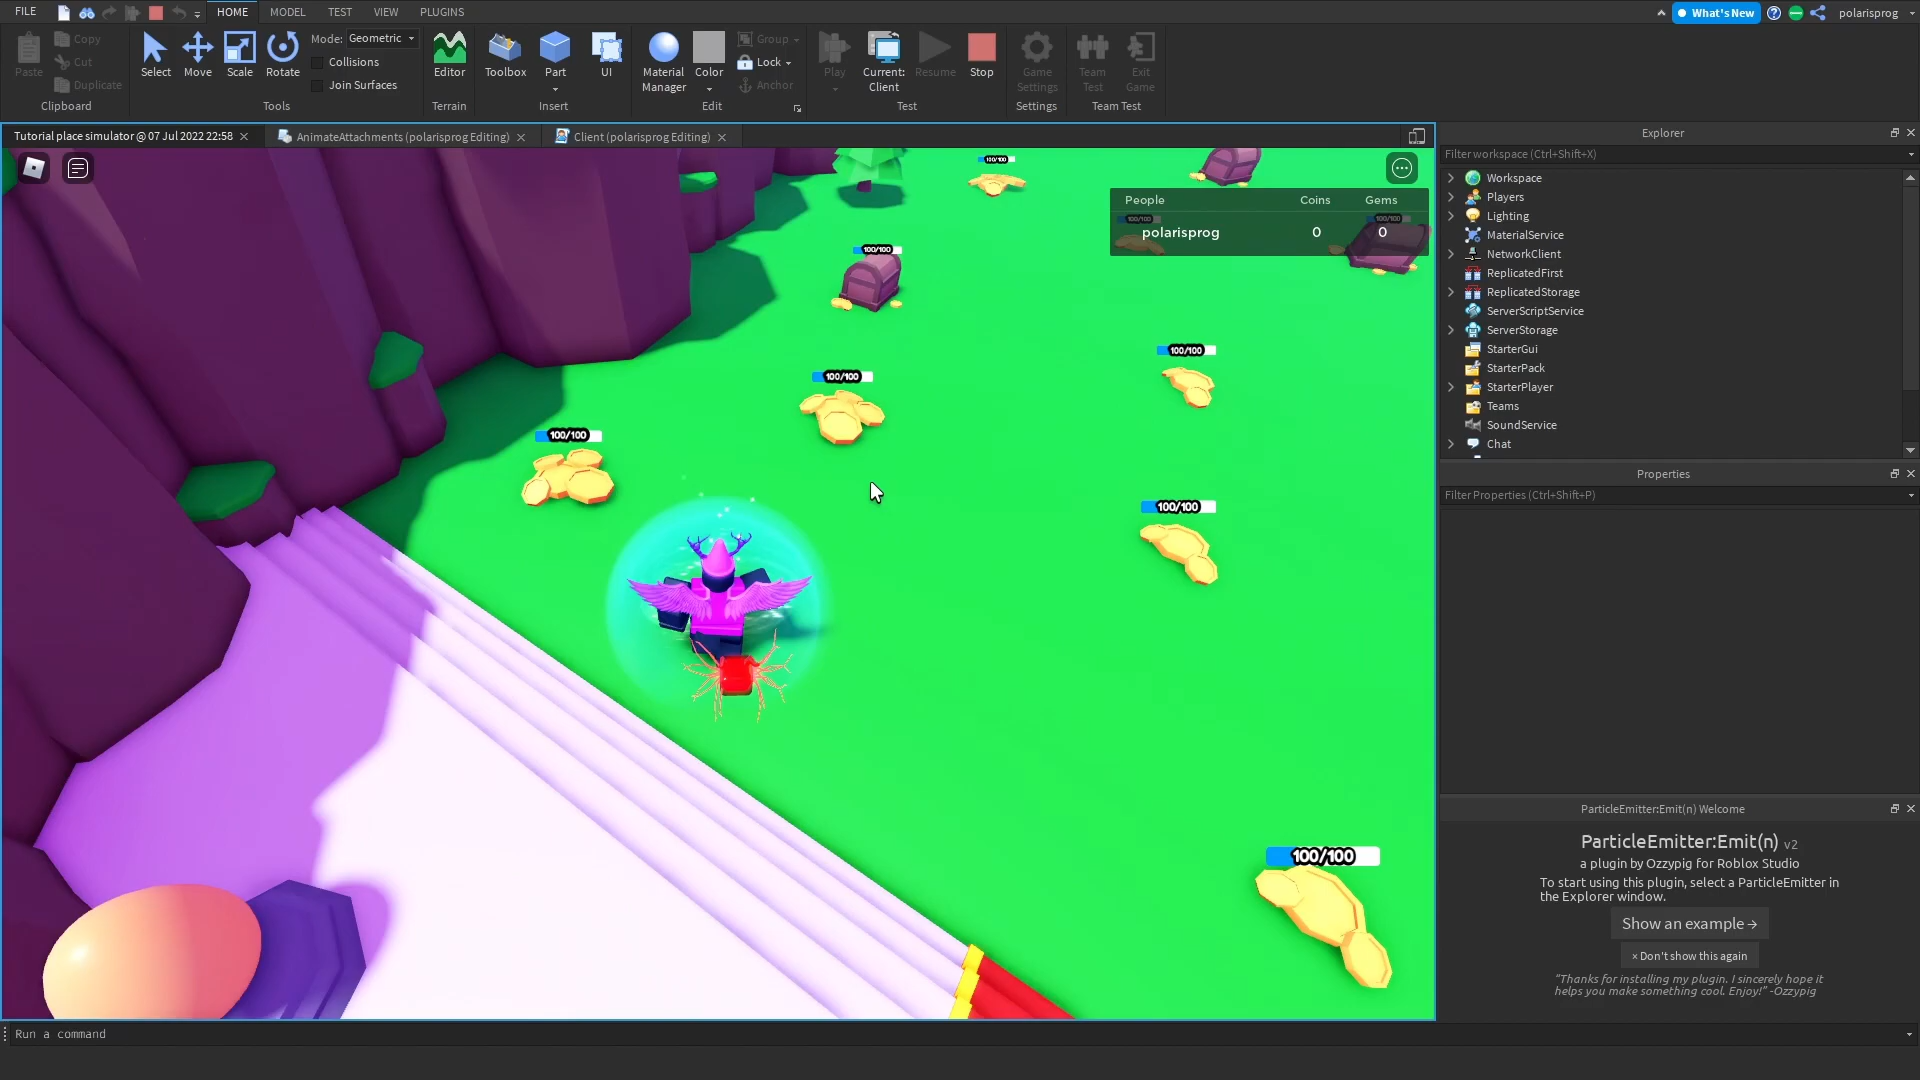 FILE HOME MODEL TEST VIEW PLUGINS What's New polarisprog
Paste Copy Cut Duplicate Clipboard
Select Move Scale Rotate Mode: Geometric Collisions Join Surfaces Tools
Editor Terrain
Toolbox Part UI Insert
Material Manager Color Group Lock Anchor Edit
Play Current: Client Resume Stop Test
Game Settings Settings
Team Test Exit Game Team Test
Tutorial place simulator @ 07 Jul 2022 22:58 AnimateAttachments (polarisprog Editing) Client (polarisprog Editing)
100/100
People Coins Gems
100/100 100/100
polarisprog 0 0
100/100
100/100
100/100
100/100
100/100
100/100
Explorer
Filter workspace (Ctrl+Shift+X)
Workspace
Players
Lighting
MaterialService
NetworkClient
ReplicatedFirst
ReplicatedStorage
ServerScriptService
ServerStorage
StarterGui
StarterPack
StarterPlayer
Teams
SoundService
Chat
Properties
Filter Properties (Ctrl+Shift+P)
ParticleEmitter:Emit(n) Welcome
ParticleEmitter:Emit(n) v2
a plugin by Ozzypig for Roblox Studio
To start using this plugin, select a ParticleEmitter in
the Explorer window.
Show an example →
× Don't show this again
"Thanks for installing my plugin. I sincerely hope it
helps you make something cool. Enjoy!" -Ozzypig
Run a command